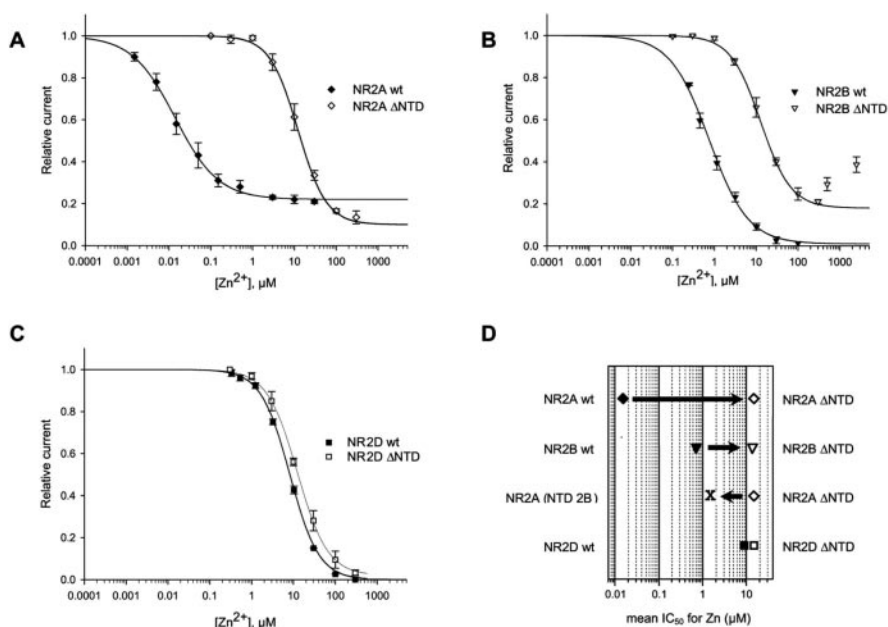 A
Relative current
1.0
0.8
0.6
0.4
0.2
0.0
NR2A wt
NR2A ΔNTD
0.0001 0.001 0.01 0.1 1 10 100 1000
[Zn2+], µM
B
Relative current
1.0
0.8
0.6
0.4
0.2
0.0
NR2B wt
NR2B ΔNTD
0.0001 0.001 0.01 0.1 1 10 100 1000
[Zn2+], µM
C
Relative current
1.0
0.8
0.6
0.4
0.2
0.0
NR2D wt
NR2D ΔNTD
0.0001 0.001 0.01 0.1 1 10 100 1000
[Zn2+], µM
D
NR2A wt NR2A ΔNTD
NR2B wt NR2B ΔNTD
NR2A (NTD 2B) X NR2A ΔNTD
NR2D wt NR2D ΔNTD
0.01 0.1 1 10
mean IC50 for Zn (µM)